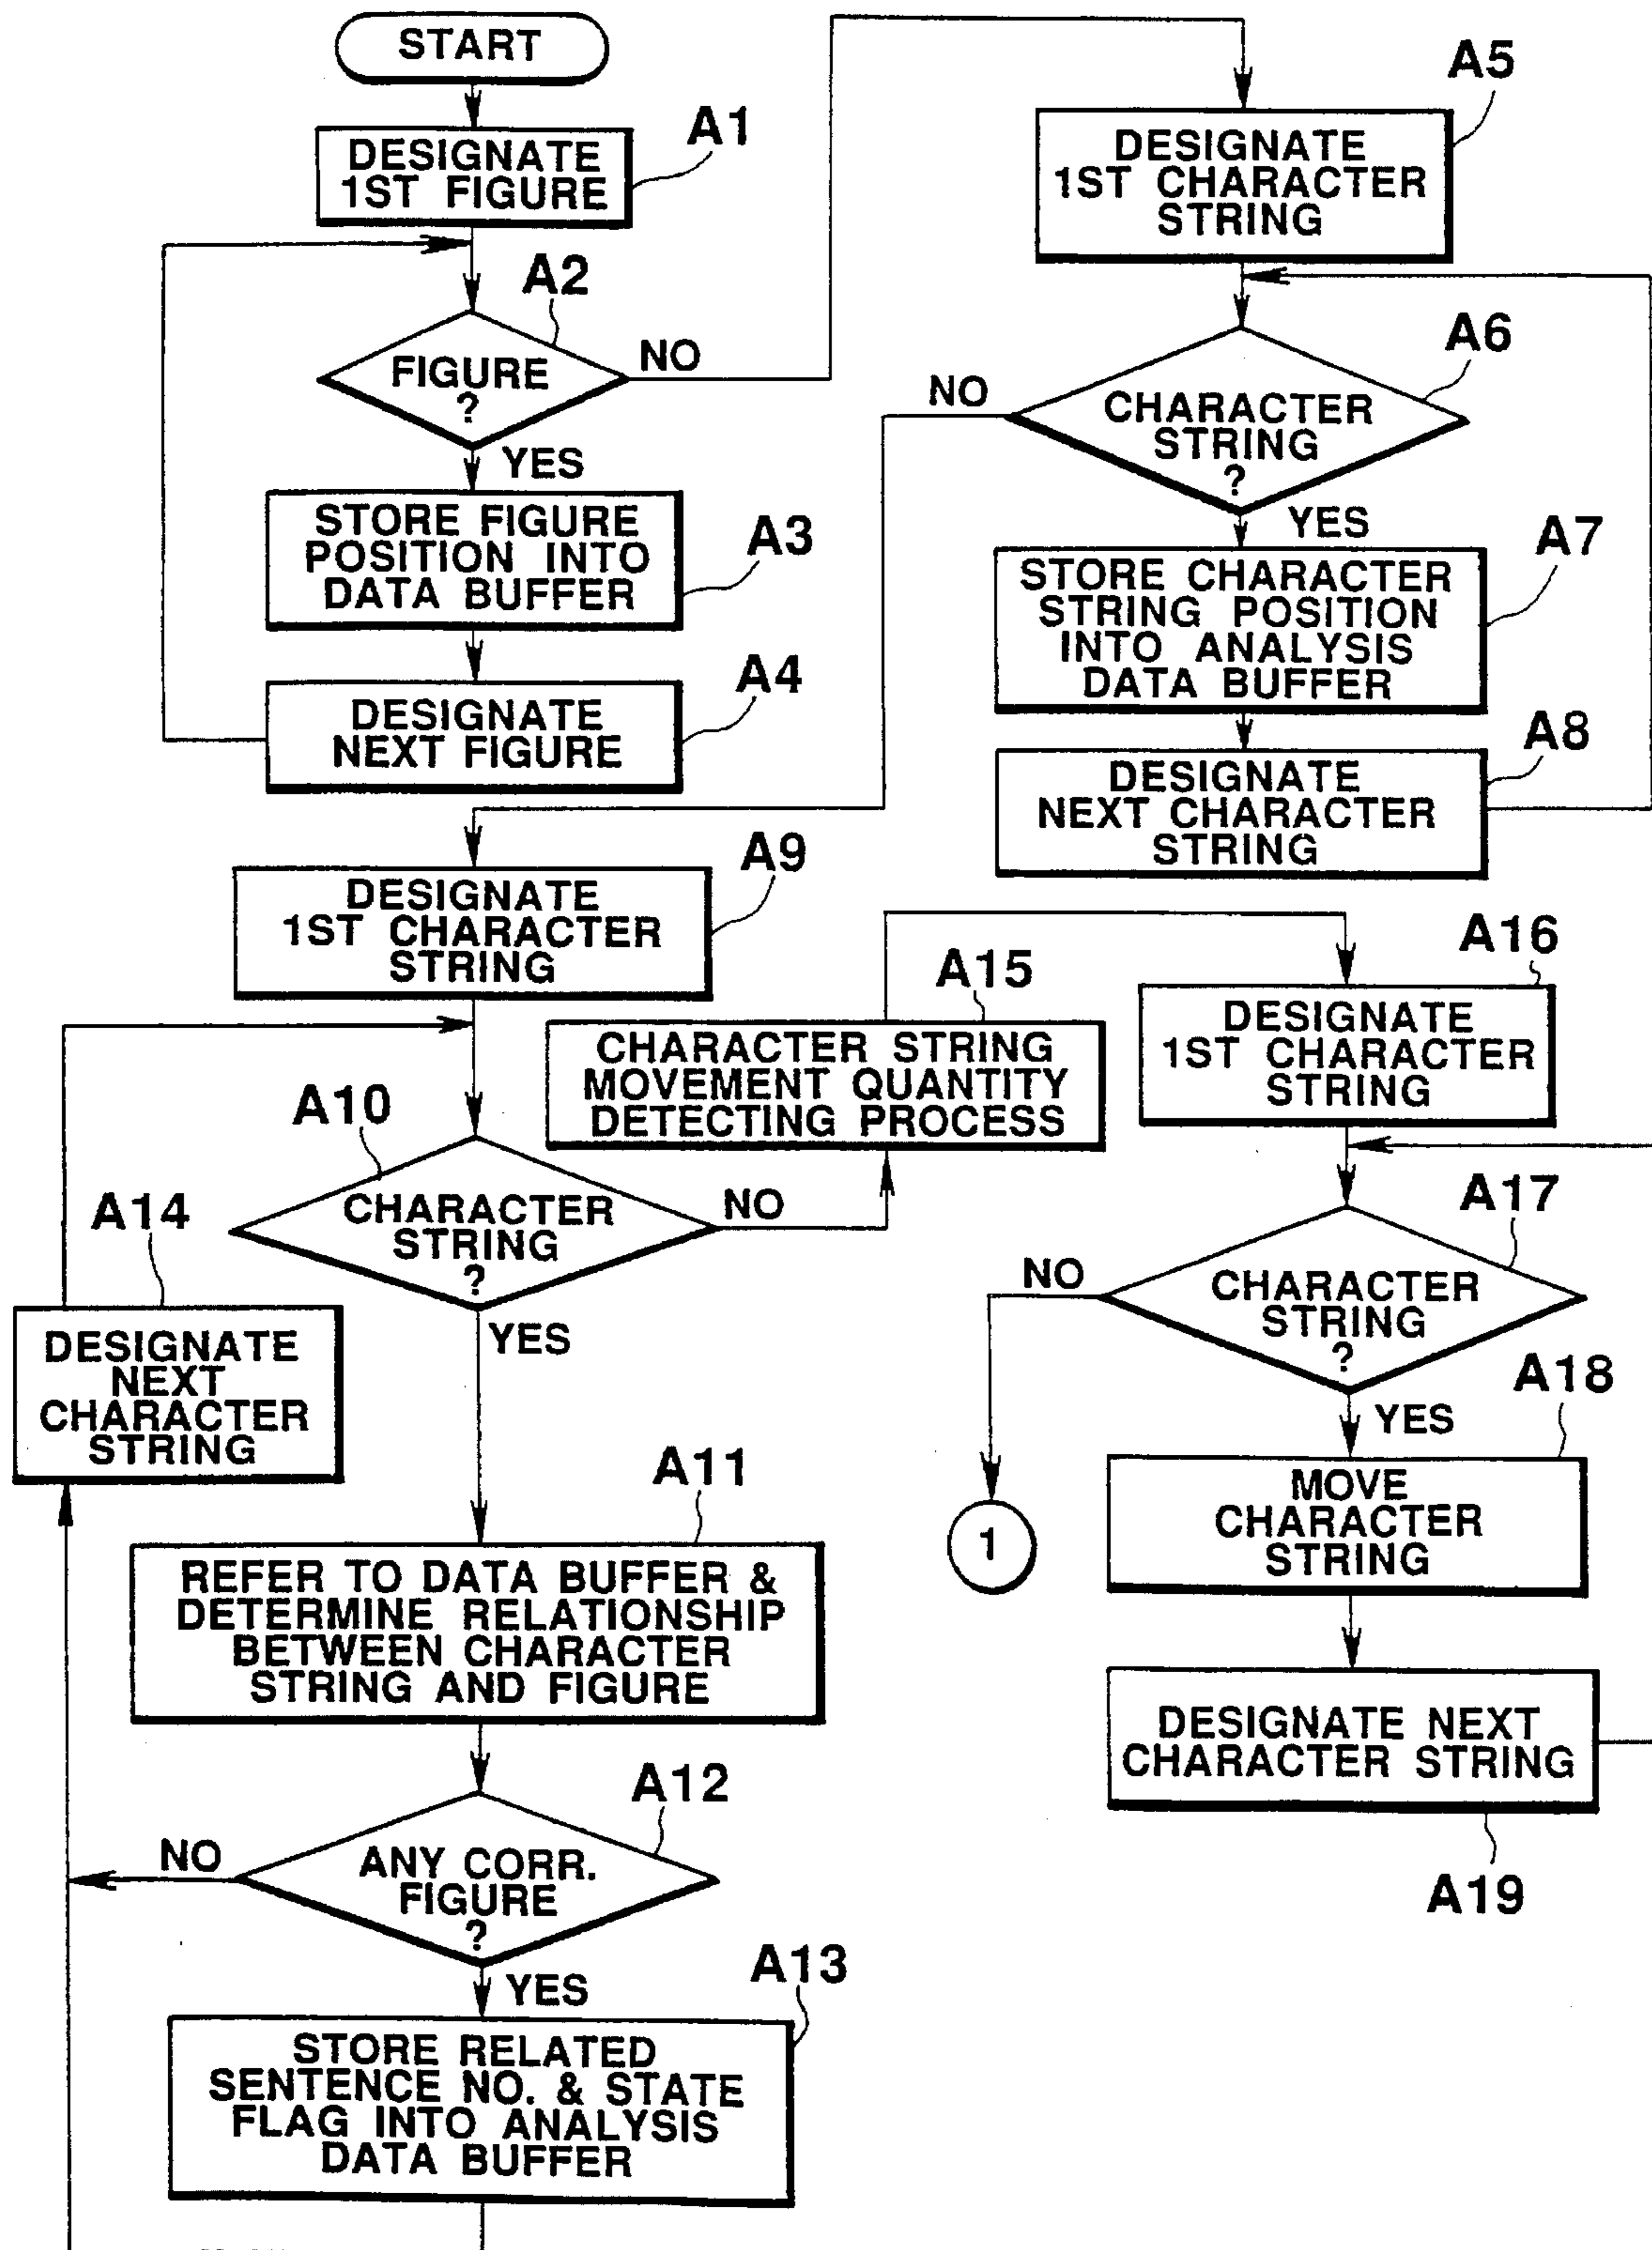 START
A1
DESIGNATE
1ST FIGURE
A2
FIGURE
?
NO
YES
A3
STORE FIGURE
POSITION INTO
DATA BUFFER
A4
DESIGNATE
NEXT FIGURE
A5
DESIGNATE
1ST CHARACTER
STRING
A6
CHARACTER
STRING
?
NO
YES
A7
STORE CHARACTER
STRING POSITION
INTO ANALYSIS
DATA BUFFER
A8
DESIGNATE
NEXT CHARACTER
STRING
A9
DESIGNATE
1ST CHARACTER
STRING
A10
CHARACTER
STRING
?
NO
YES
A14
DESIGNATE
NEXT
CHARACTER
STRING
A11
REFER TO DATA BUFFER &
DETERMINE RELATIONSHIP
BETWEEN CHARACTER
STRING AND FIGURE
A12
ANY CORR.
FIGURE
?
NO
YES
A13
STORE RELATED
SENTENCE NO. & STATE
FLAG INTO ANALYSIS
DATA BUFFER
A15
CHARACTER STRING
MOVEMENT QUANTITY
DETECTING PROCESS
A16
DESIGNATE
1ST CHARACTER
STRING
A17
CHARACTER
STRING
?
NO
YES
1
A18
MOVE
CHARACTER
STRING
DESIGNATE NEXT
CHARACTER STRING
A19